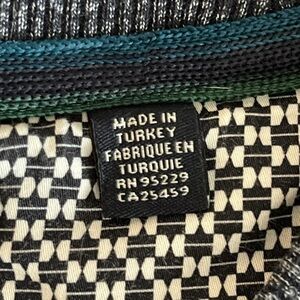 MADE IN
TURKEY
FABRIQUE EN
TURQUIE
RN 95229
CA25459